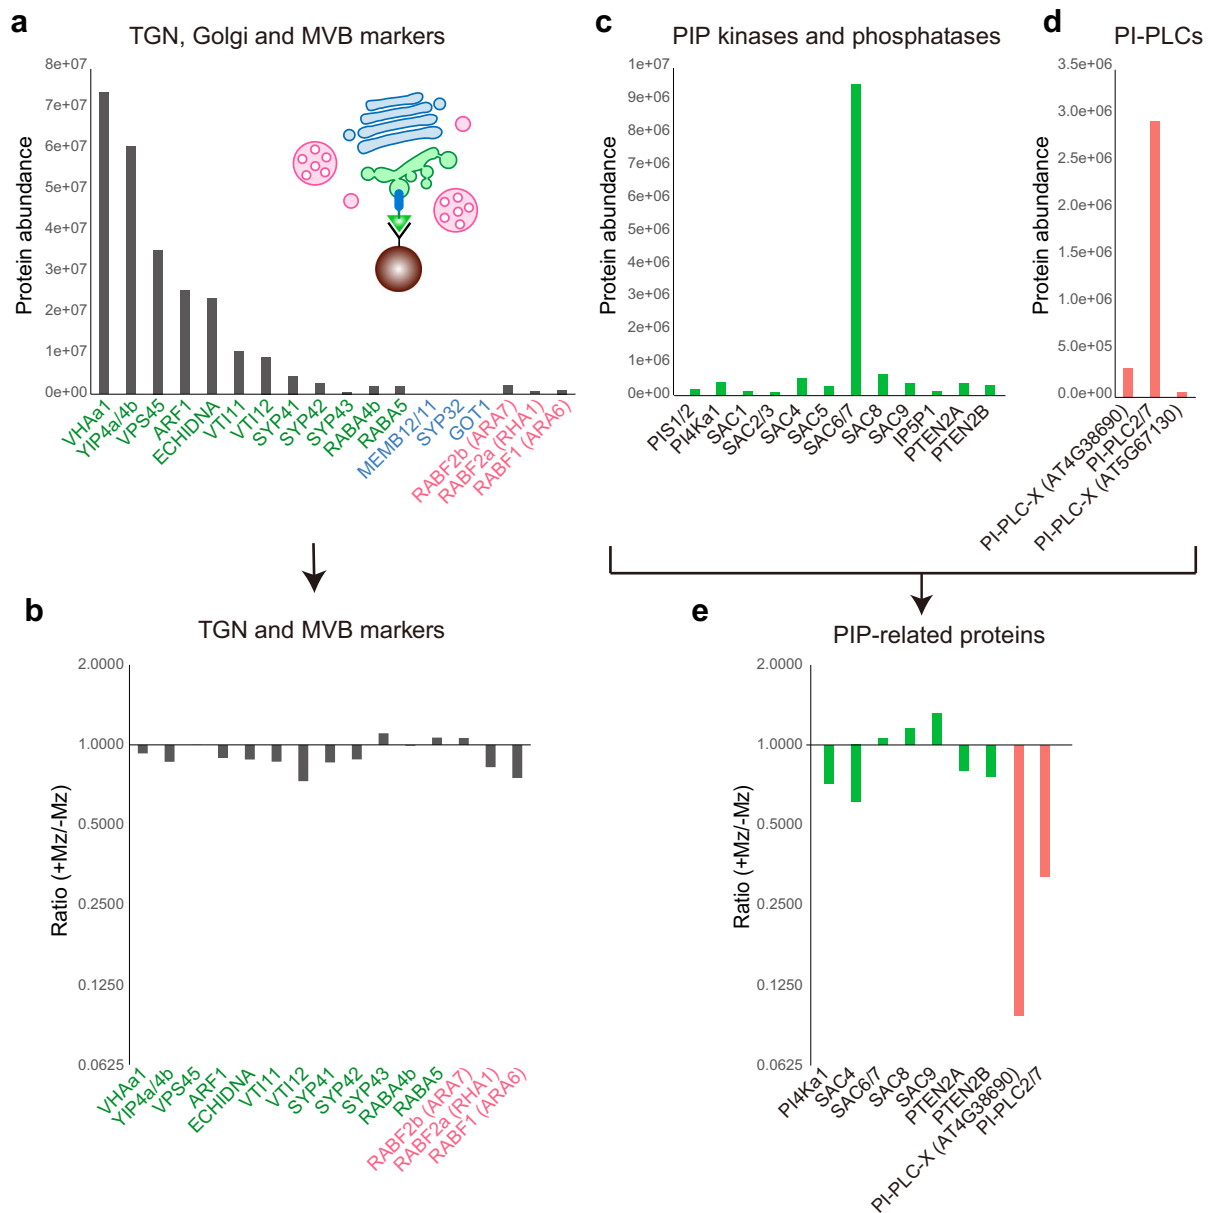 a
TGN, Golgi and MVB markers
Protein abundance
8e+07
7e+07
6e+07
5e+07
4e+07
3e+07
2e+07
1e+07
0e+00
VHAa1
YIP4a/4b
VPS45
ARF1
ECHIDNA
VTI11
VTI12
SYP41
SYP42
SYP43
RABA4b
RABA5
MEMB12/11
SYP32
GOT1
RABF2b (ARA7)
RABF2a (RHA1)
RABF1 (ARA6)
c
PIP kinases and phosphatases
Protein abundance
1e+07
9e+06
8e+06
7e+06
6e+06
5e+06
4e+06
3e+06
2e+06
1e+06
0e+00
PIS1/2
PI4Ka1
SAC1
SAC2/3
SAC4
SAC5
SAC6/7
SAC8
SAC9
IP5P1
PTEN2A
PTEN2B
d
PI-PLCs
Protein abundance
3.5e+06
3.0e+06
2.5e+06
2.0e+06
1.5e+06
1.0e+06
5.0e+05
0.0e+00
PI-PLC-X (AT4G38690)
PI-PLC2/7
PI-PLC-X (AT5G67130)
b
TGN and MVB markers
Ratio (+Mz/-Mz)
2.0000
1.0000
0.5000
0.2500
0.1250
0.0625
VHAa1
YIP4a/4b
VPS45
ARF1
ECHIDNA
VTI11
VTI12
SYP41
SYP42
SYP43
RABA4b
RABA5
RABF2b (ARA7)
RABF2a (RHA1)
RABF1 (ARA6)
e
PIP-related proteins
Ratio (+Mz/-Mz)
2.0000
1.0000
0.5000
0.2500
0.1250
0.0625
PI4Ka1
SAC4
SAC6/7
SAC8
SAC9
PTEN2A
PTEN2B
PI-PLC-X (AT4G38690)
PI-PLC2/7